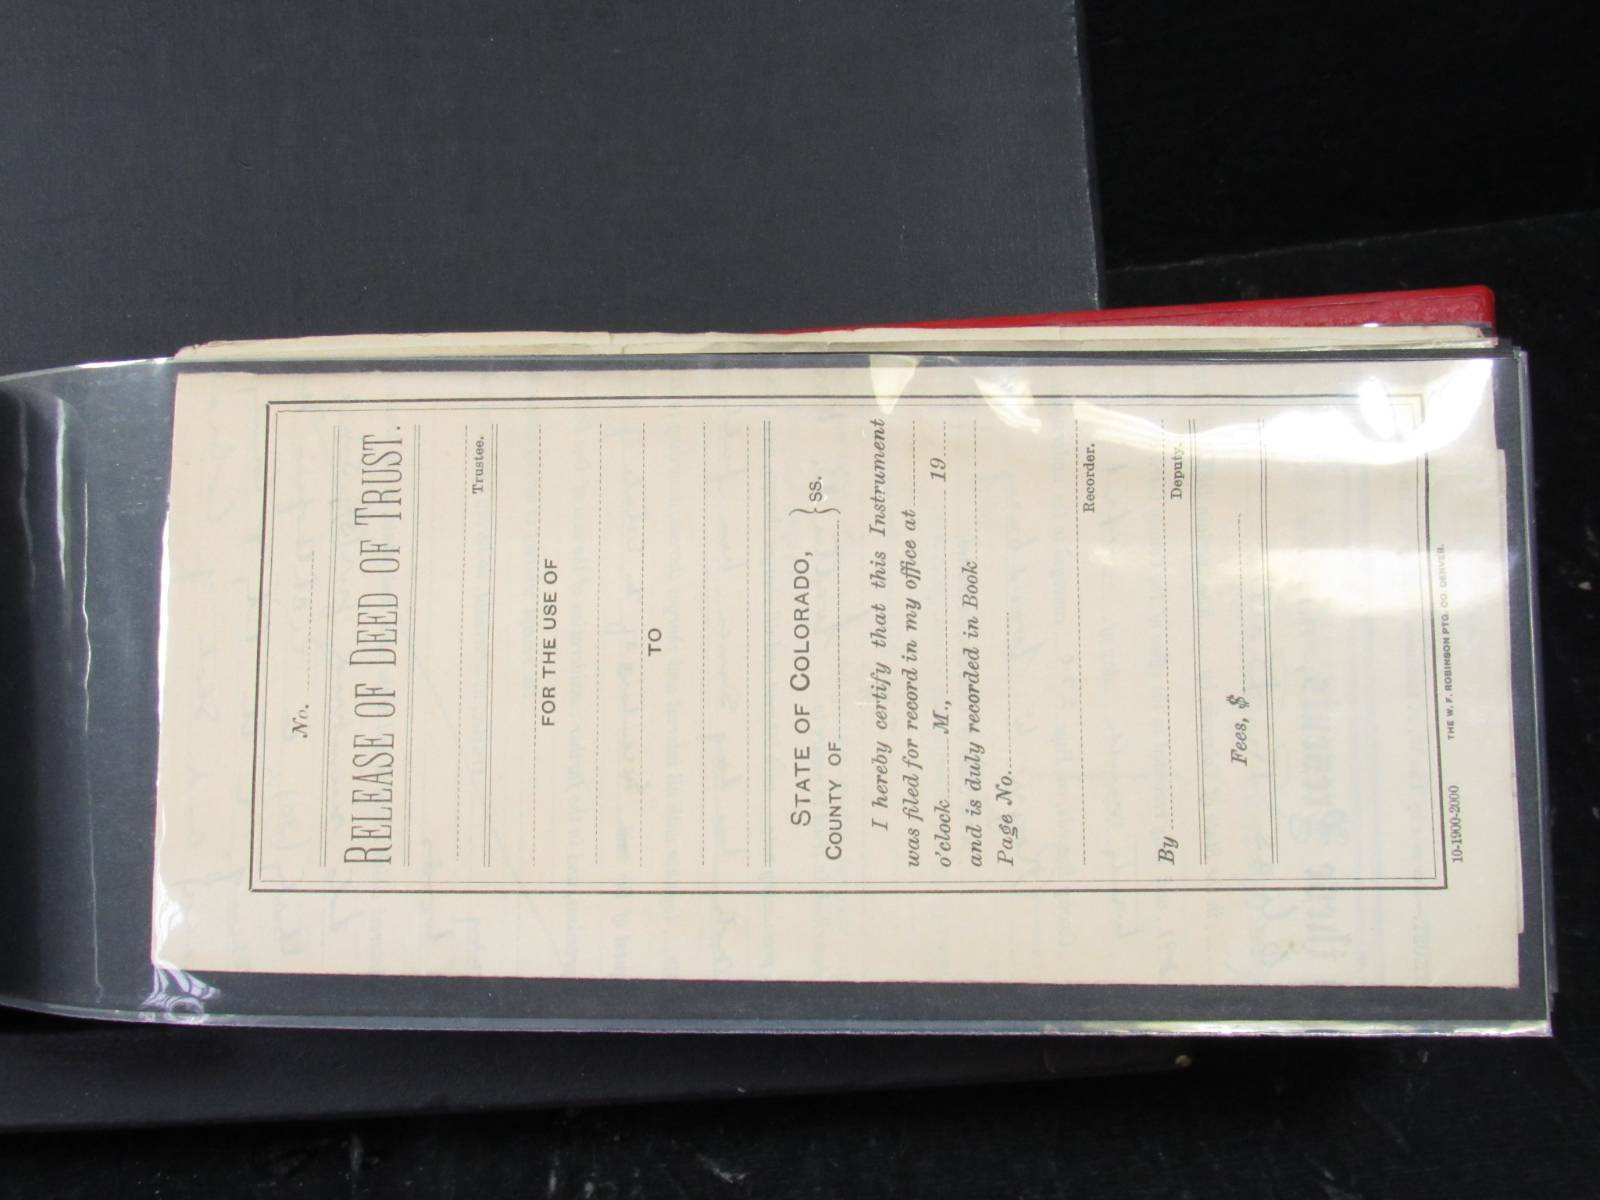 No.
RELEASE OF DEED OF TRUST.
Trustee.
FOR THE USE OF
TO
STATE OF COLORADO,
COUNTY OF } ss.
I hereby certify that this Instrument
was filed for record in my office at
o'clock M., 19
and is duly recorded in Book
Page No.
Recorder.
By
Deputy.
Fees, $
10-1900-2000 THE W. F. ROBINSON PTG. CO. DENVER.